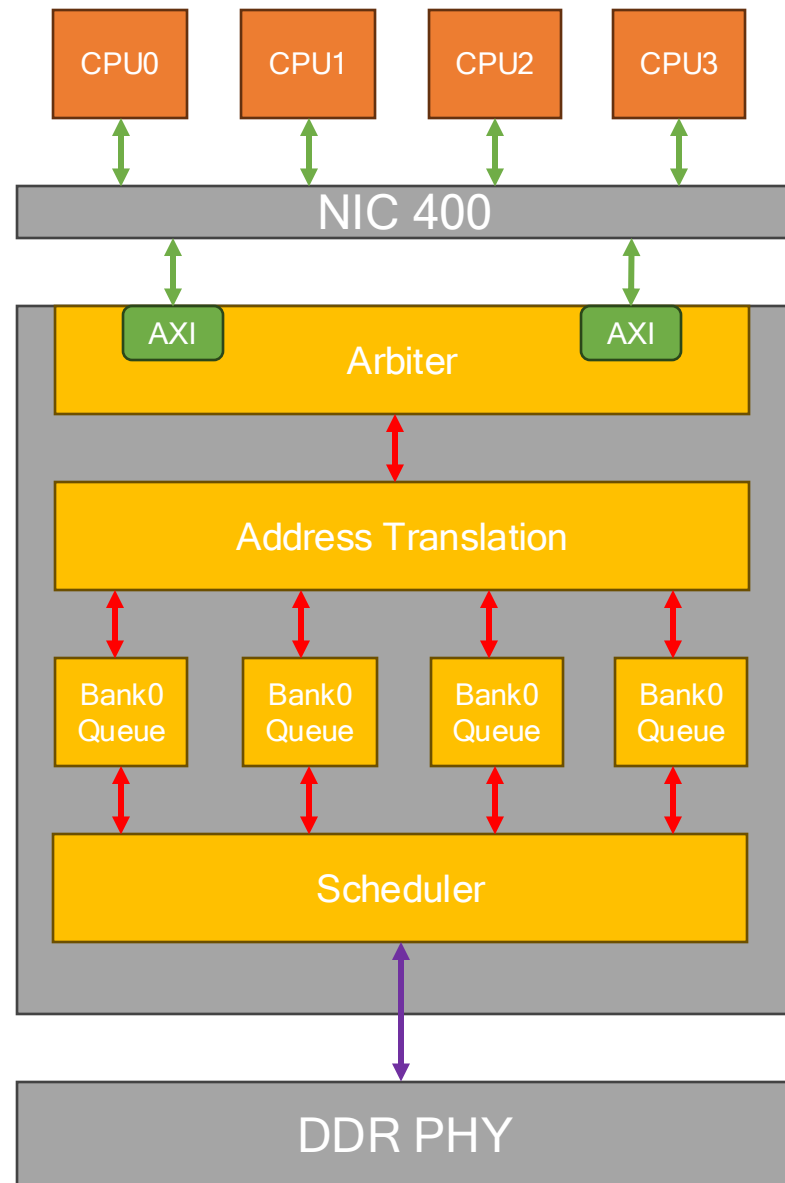 CPU0
CPU1
CPU2
CPU3
NIC 400
AXI
AXI
Arbiter
Address Translation
Bank0
Queue
Bank0
Queue
Bank0
Queue
Bank0
Queue
Scheduler
DDR PHY